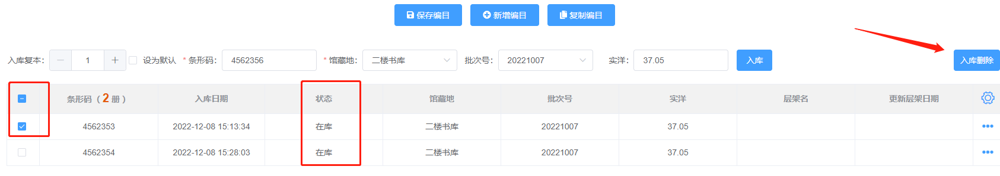 保存编目 新增编目 复制编目
入库复本： 1 设为默认 * 条形码： 4562356 * 馆藏地： 二楼书库 批次号： 20221007 实洋： 37.05 入库 入库删除
条形码（2册） 入库日期 状态 馆藏地 批次号 实洋 层架名 更新层架日期
4562353 2022-12-08 15:13:34 在库 二楼书库 20221007 37.05
4562354 2022-12-08 15:28:03 在库 二楼书库 20221007 37.05